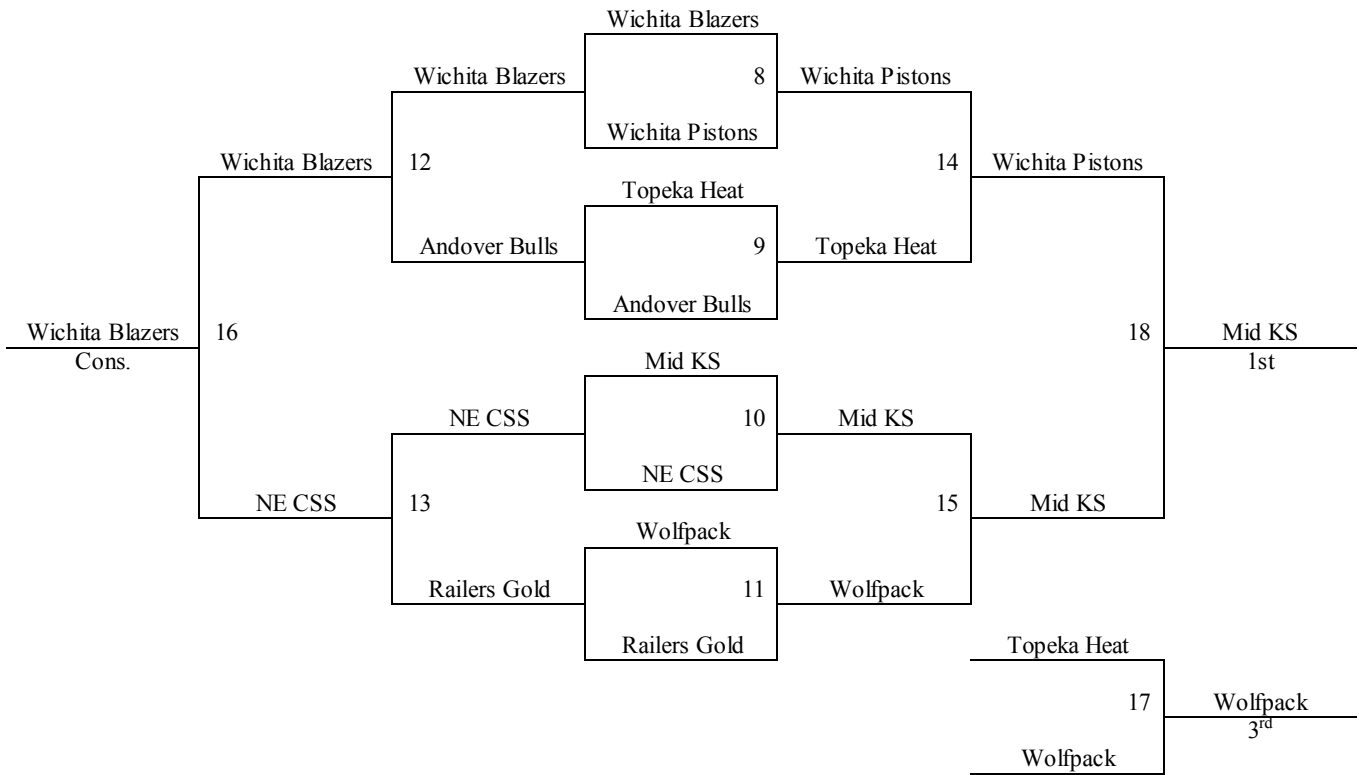 Wichita Blazers
Wichita Blazers 8 Wichita Pistons
Wichita Pistons
Wichita Blazers 12 14 Wichita Pistons
Topeka Heat
Andover Bulls 9 Topeka Heat
Andover Bulls
Wichita Blazers 16 18 Mid KS
Cons. 1st
Mid KS
NE CSS 10 Mid KS
NE CSS
NE CSS 13 15 Mid KS
Wolfpack
Railers Gold 11 Wolfpack
Railers Gold
Topeka Heat
17 Wolfpack
3rd
Wolfpack